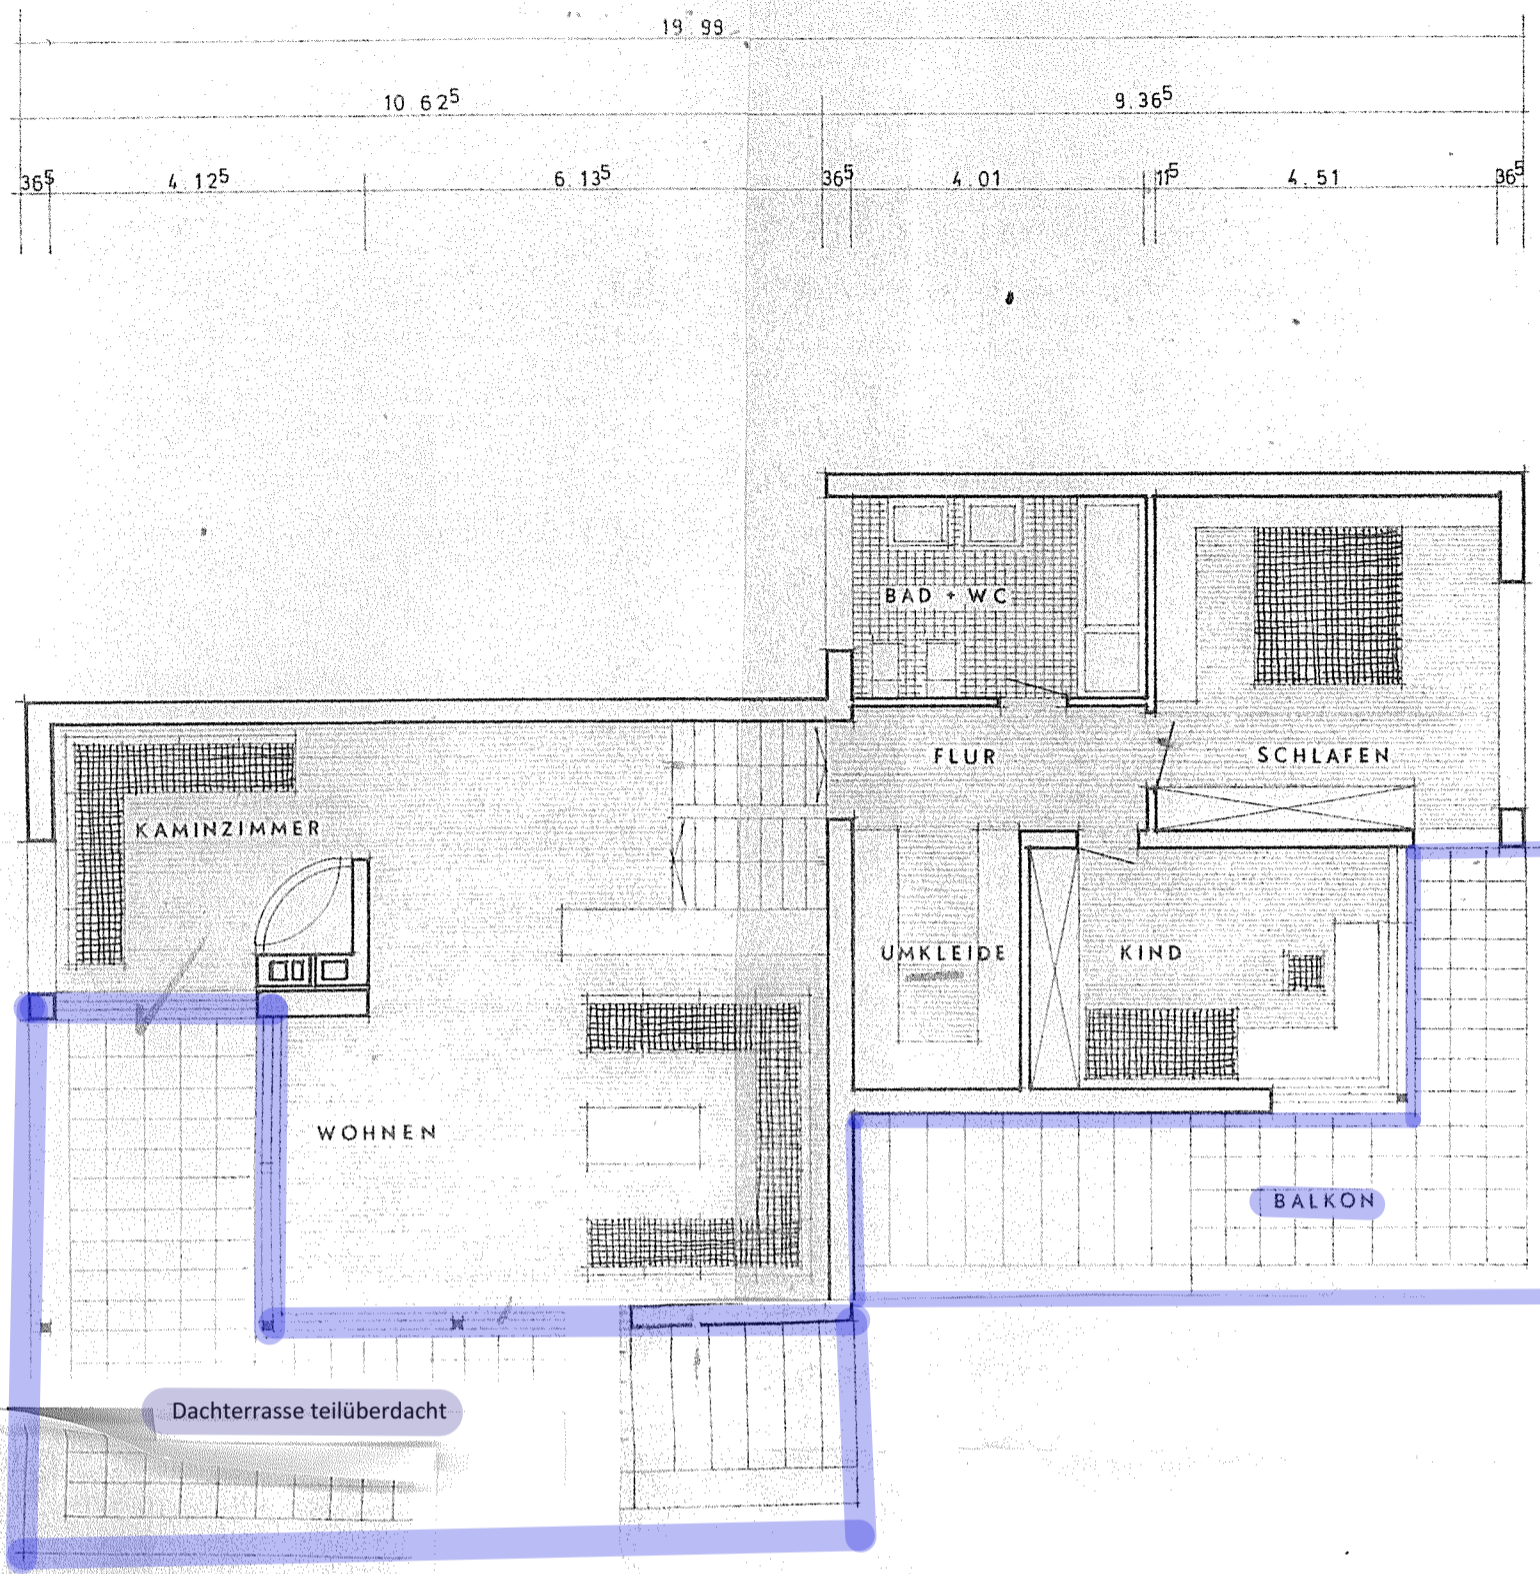 19.99
10.62⁵ 9.36⁵
36⁵ 4.12⁵ 6.13⁵ 36⁵ 4.01 11⁵ 4.51 36⁵
BAD + WC
FLUR SCHLAFEN
KAMINZIMMER
UMKLEIDE KIND
WOHNEN
BALKON
Dachterrasse teilüberdacht